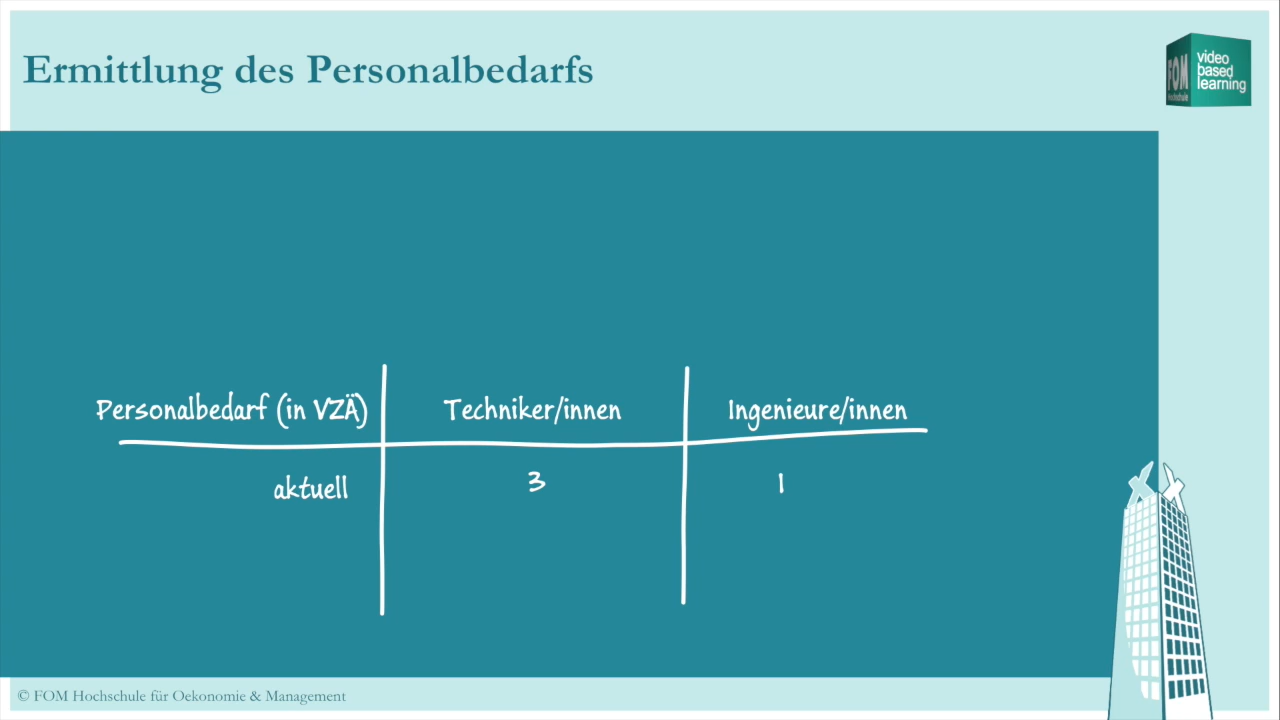 Ermittlung des Personalbedarfs
FOM
Hochschule
video
based
learning
Personalbedarf (in VZÄ) Techniker/innen Ingenieure/innen
aktuell 3 1
© FOM Hochschule für Oekonomie & Management